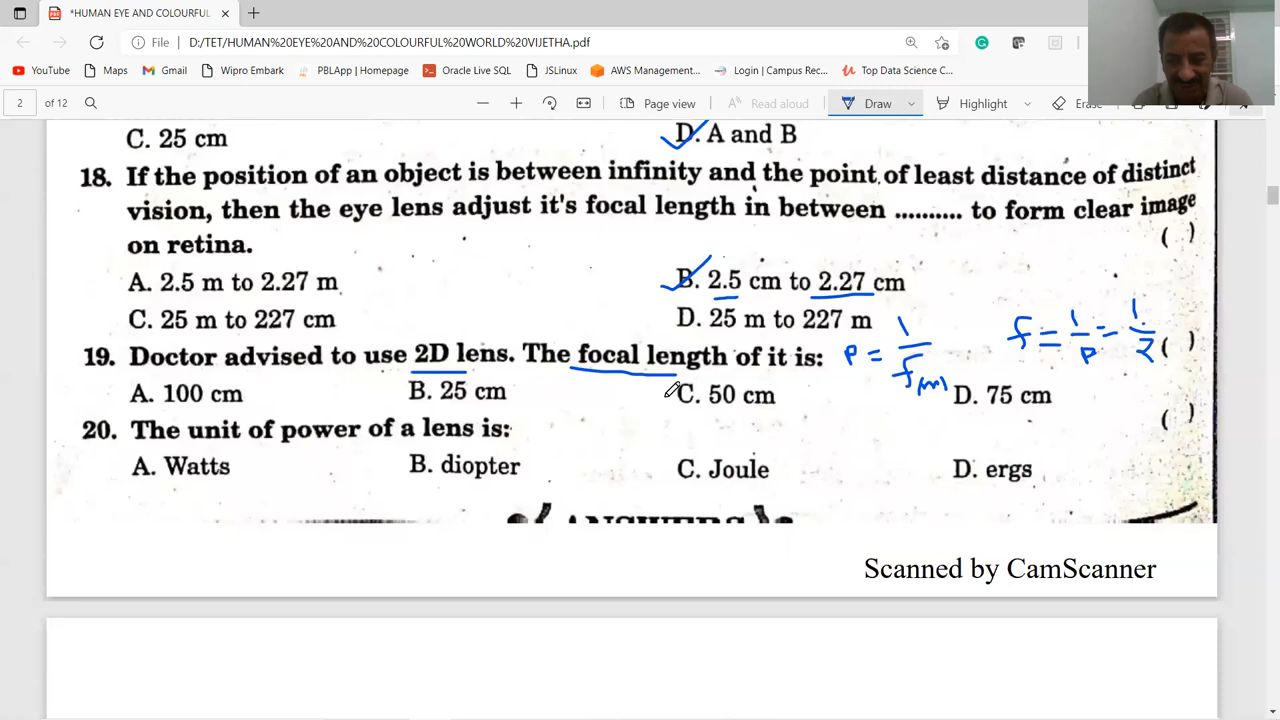 *HUMAN EYE AND COLOURFUL
File D:/TET/HUMAN%20EYE%20AND%20COLOURFUL%20WORLD%20-
YouTube Maps Gmail Wipro Embark PBLApp | Homepage Oracle Live SQL JSLinux AWS Management... Login | Campus Rec... Top Data Science C...
2 of 12 Page view Read aloud Draw Highlight Erase
C. 25 cm D. A and B
18. If the position of an object is between infinity and the point of least distance of distinct
vision, then the eye lens adjust it's focal length in between .......... to form clear image
on retina. ( )
A. 2.5 m to 2.27 m B. 2.5 cm to 2.27 cm
C. 25 m to 227 cm D. 25 m to 227 m
19. Doctor advised to use 2D lens. The focal length of it is: ( )
P = 1/f(m) f = 1/P = 1/2
A. 100 cm B. 25 cm C. 50 cm D. 75 cm
20. The unit of power of a lens is: ( )
A. Watts B. diopter C. Joule D. ergs
ANSWERS
Scanned by CamScanner